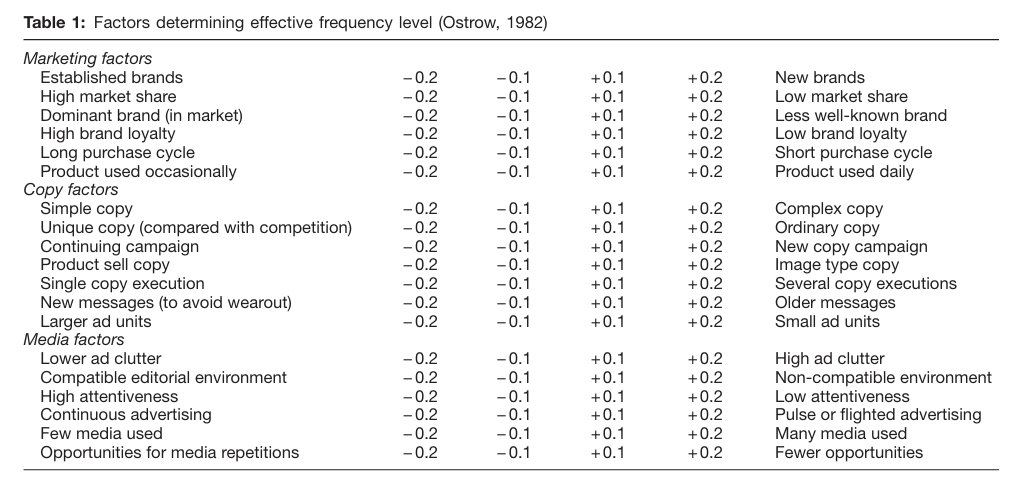 Table 1: Factors determining effective frequency level (Ostrow, 1982)
Marketing factors
Established brands −0.2 −0.1 +0.1 +0.2 New brands
High market share −0.2 −0.1 +0.1 +0.2 Low market share
Dominant brand (in market) −0.2 −0.1 +0.1 +0.2 Less well-known brand
High brand loyalty −0.2 −0.1 +0.1 +0.2 Low brand loyalty
Long purchase cycle −0.2 −0.1 +0.1 +0.2 Short purchase cycle
Product used occasionally −0.2 −0.1 +0.1 +0.2 Product used daily
Copy factors
Simple copy −0.2 −0.1 +0.1 +0.2 Complex copy
Unique copy (compared with competition) −0.2 −0.1 +0.1 +0.2 Ordinary copy
Continuing campaign −0.2 −0.1 +0.1 +0.2 New copy campaign
Product sell copy −0.2 −0.1 +0.1 +0.2 Image type copy
Single copy execution −0.2 −0.1 +0.1 +0.2 Several copy executions
New messages (to avoid wearout) −0.2 −0.1 +0.1 +0.2 Older messages
Larger ad units −0.2 −0.1 +0.1 +0.2 Small ad units
Media factors
Lower ad clutter −0.2 −0.1 +0.1 +0.2 High ad clutter
Compatible editorial environment −0.2 −0.1 +0.1 +0.2 Non-compatible environment
High attentiveness −0.2 −0.1 +0.1 +0.2 Low attentiveness
Continuous advertising −0.2 −0.1 +0.1 +0.2 Pulse or flighted advertising
Few media used −0.2 −0.1 +0.1 +0.2 Many media used
Opportunities for media repetitions −0.2 −0.1 +0.1 +0.2 Fewer opportunities